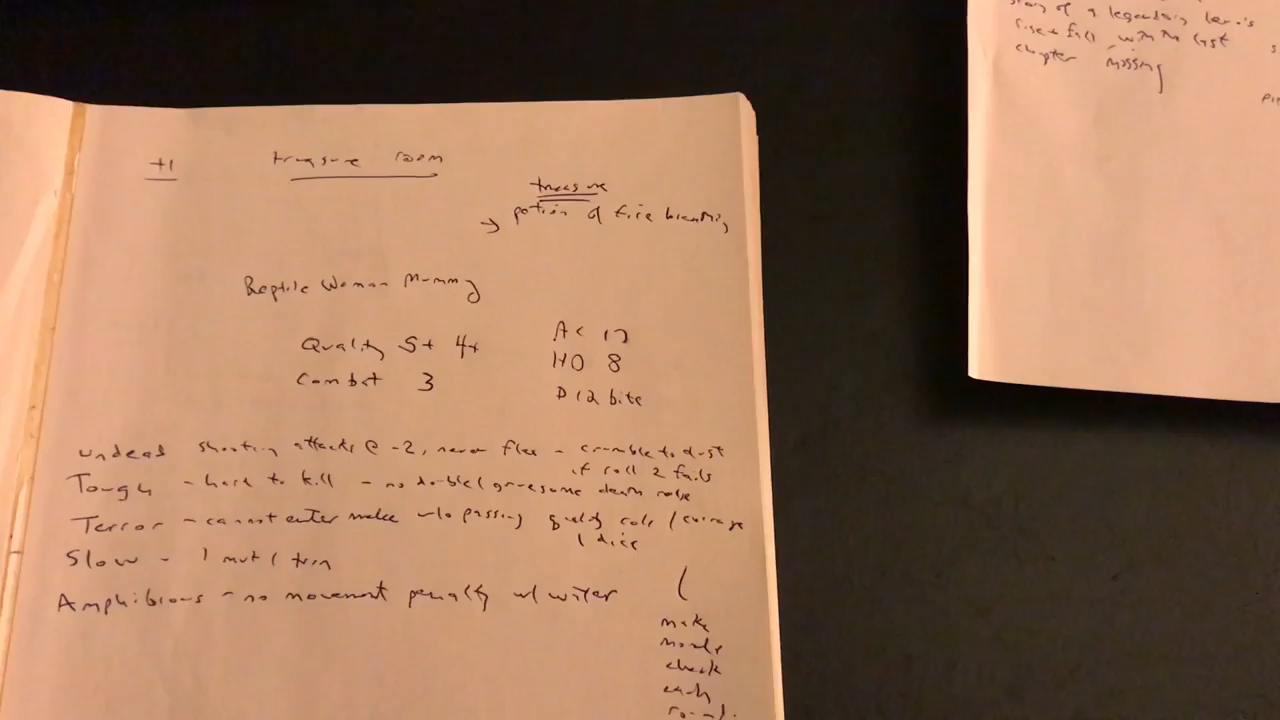 +1 treasure room
treasure
→ potion of fire breathing
Reptile Woman Mummy
Quality 5+ 4+
Combat 3
AC 17
HD 8
D12 bite
undead shooting attacks @ -2, never flee - crumble to dust
if roll 2 fails
Tough - hard to kill - no double/gruesome death rule
Terror - cannot enter melee w/o passing quality roll / courage
1 dice
Slow - 1 mvt / turn
Amphibious - no movement penalty w/ water
(
make
morale
check
each
round
story of a legendary
rise + fall with the last
chapter missing